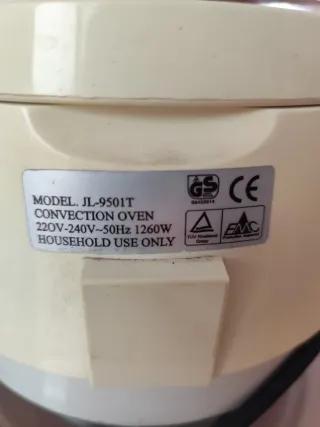 MODEL. JL-9501T
CONVECTION OVEN
220V-240V~50Hz 1260W
HOUSEHOLD USE ONLY
GS
CE
EMC